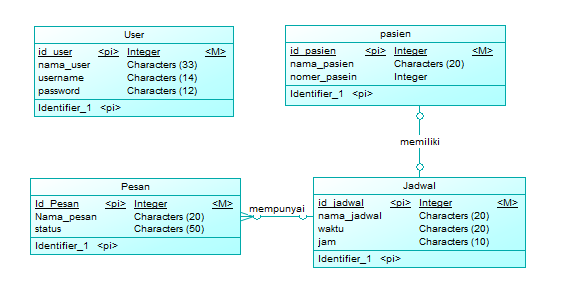 User
id_user <pi> Integer <M>
nama_user Characters (33)
username Characters (14)
password Characters (12)
Identifier_1 <pi>
pasien
id_pasien <pi> Integer <M>
nama_pasien Characters (20)
nomer_pasein Integer
Identifier_1 <pi>
memiliki
Pesan
Id_Pesan <pi> Integer <M>
Nama_pesan Characters (20)
status Characters (50)
Identifier_1 <pi>
mempunyai
Jadwal
id_jadwal <pi> Integer <M>
nama_jadwal Characters (20)
waktu Characters (20)
jam Characters (10)
Identifier_1 <pi>